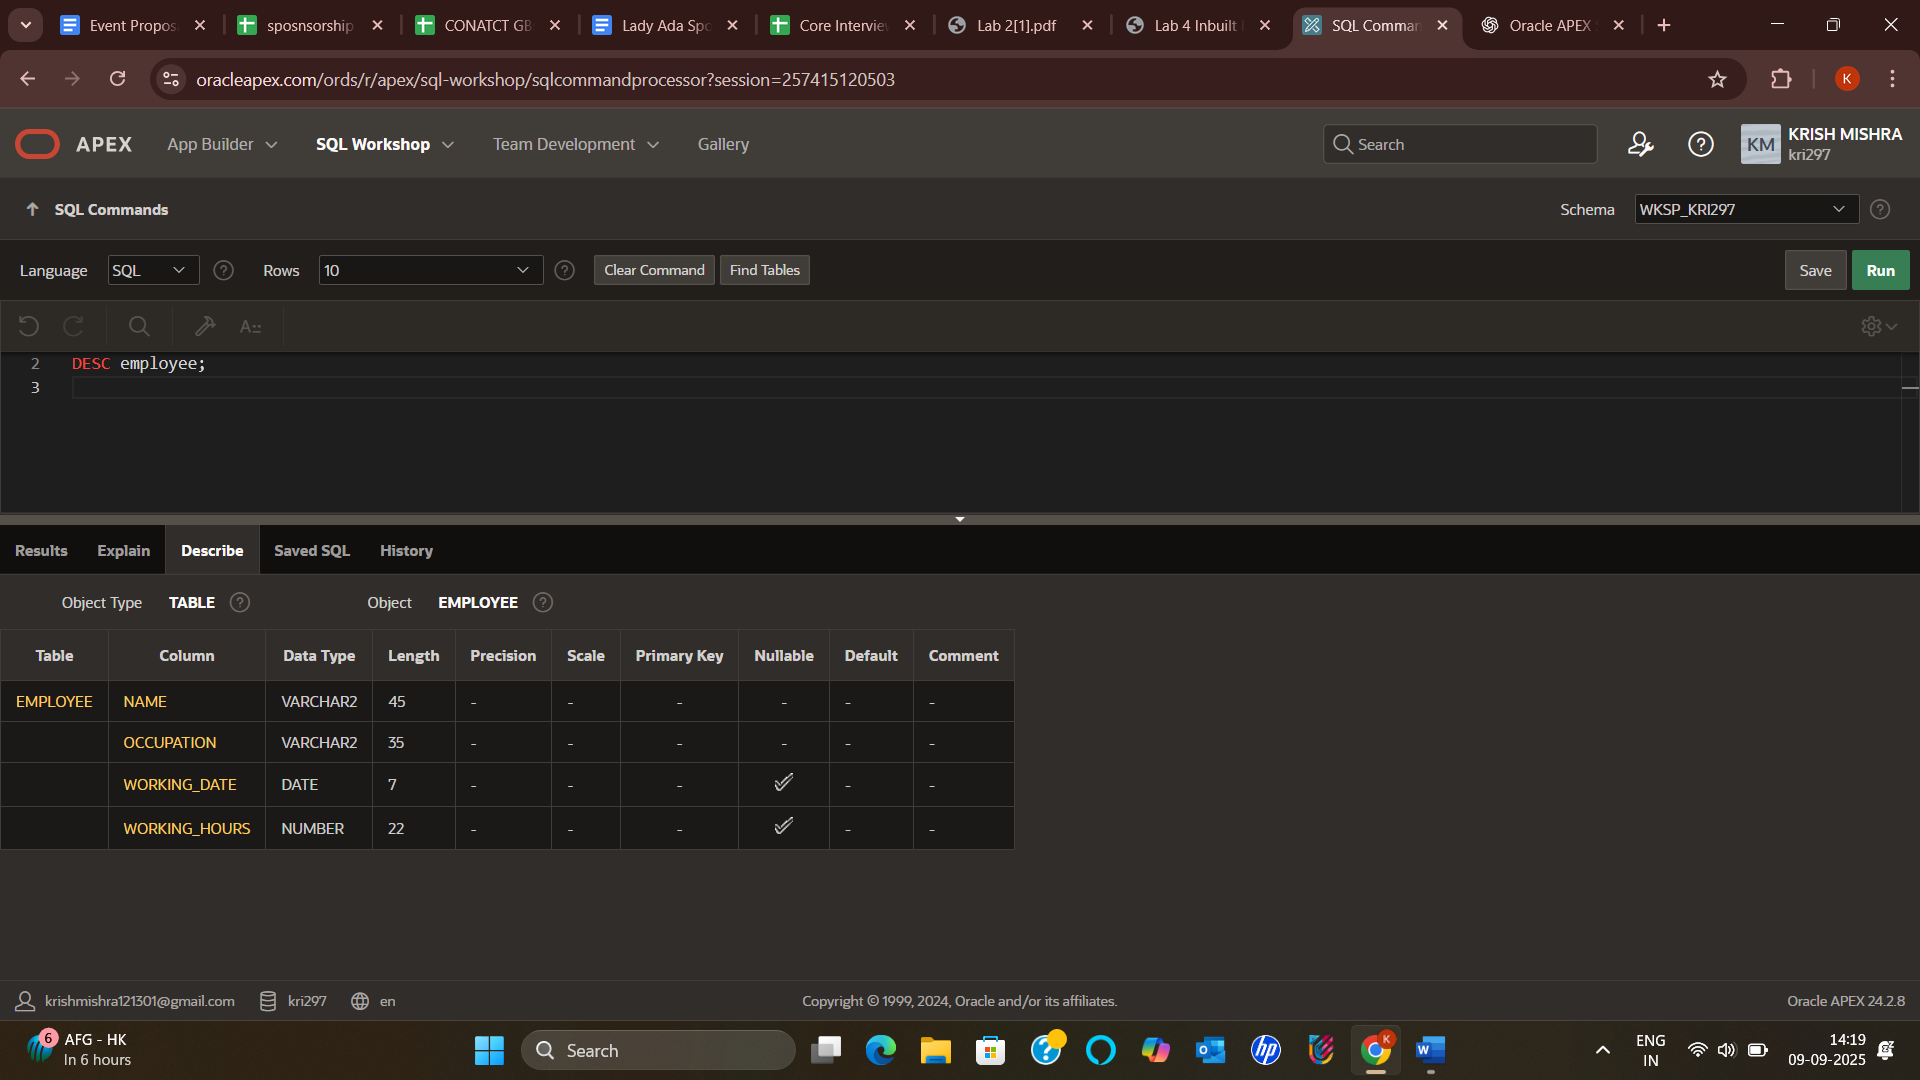 Event Propos
sposnsorship
CONATCT GB
Lady Ada Spo
Core Interview
Lab 2[1].pdf
Lab 4 Inbuilt
SQL Comman
Oracle APEX
oracleapex.com/ords/r/apex/sql-workshop/sqlcommandprocessor?session=257415120503
K
APEX
App Builder
SQL Workshop
Team Development
Gallery
Search
KM
KRISH MISHRA
kri297
SQL Commands
Schema
WKSP_KRI297
Language
SQL
Rows
10
Clear Command
Find Tables
Save
Run
2 DESC employee;
3
Results Explain Describe Saved SQL History
Object Type TABLE Object EMPLOYEE
Table Column Data Type Length Precision Scale Primary Key Nullable Default Comment
EMPLOYEE NAME VARCHAR2 45 - - - - - -
OCCUPATION VARCHAR2 35 - - - - - -
WORKING_DATE DATE 7 - - - ✓ - -
WORKING_HOURS NUMBER 22 - - - ✓ - -
krishmishra121301@gmail.com
kri297
en
Copyright © 1999, 2024, Oracle and/or its affiliates.
Oracle APEX 24.2.8
6
AFG - HK
In 6 hours
Search
hp
K
W
ENG
IN
14:19
09-09-2025